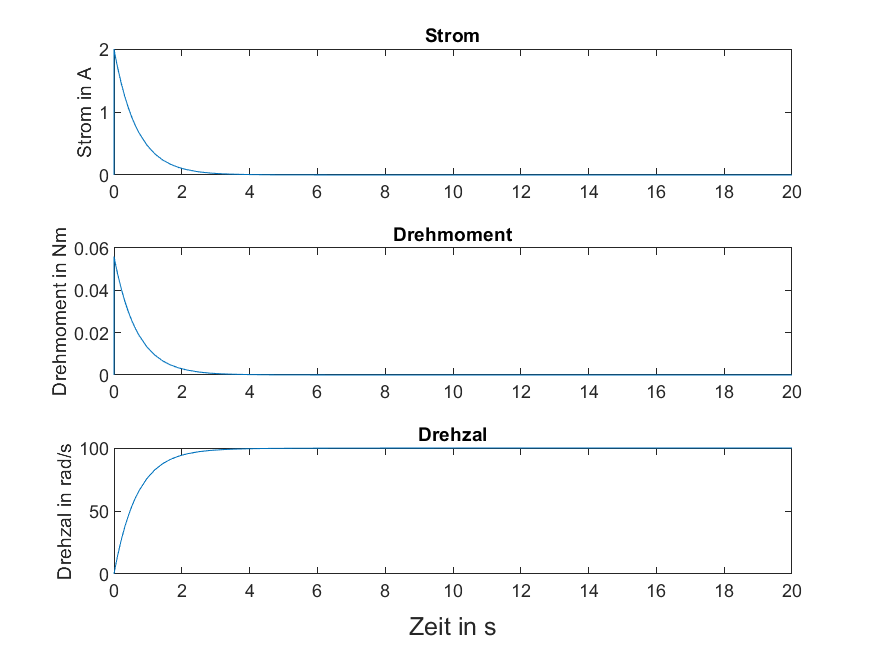 Strom
Strom in A
2
1
0
0 2 4 6 8 10 12 14 16 18 20
Drehmoment
Drehmoment in Nm
0.06
0.04
0.02
0
0 2 4 6 8 10 12 14 16 18 20
Drehzal
Drehzal in rad/s
100
50
0
0 2 4 6 8 10 12 14 16 18 20
Zeit in s